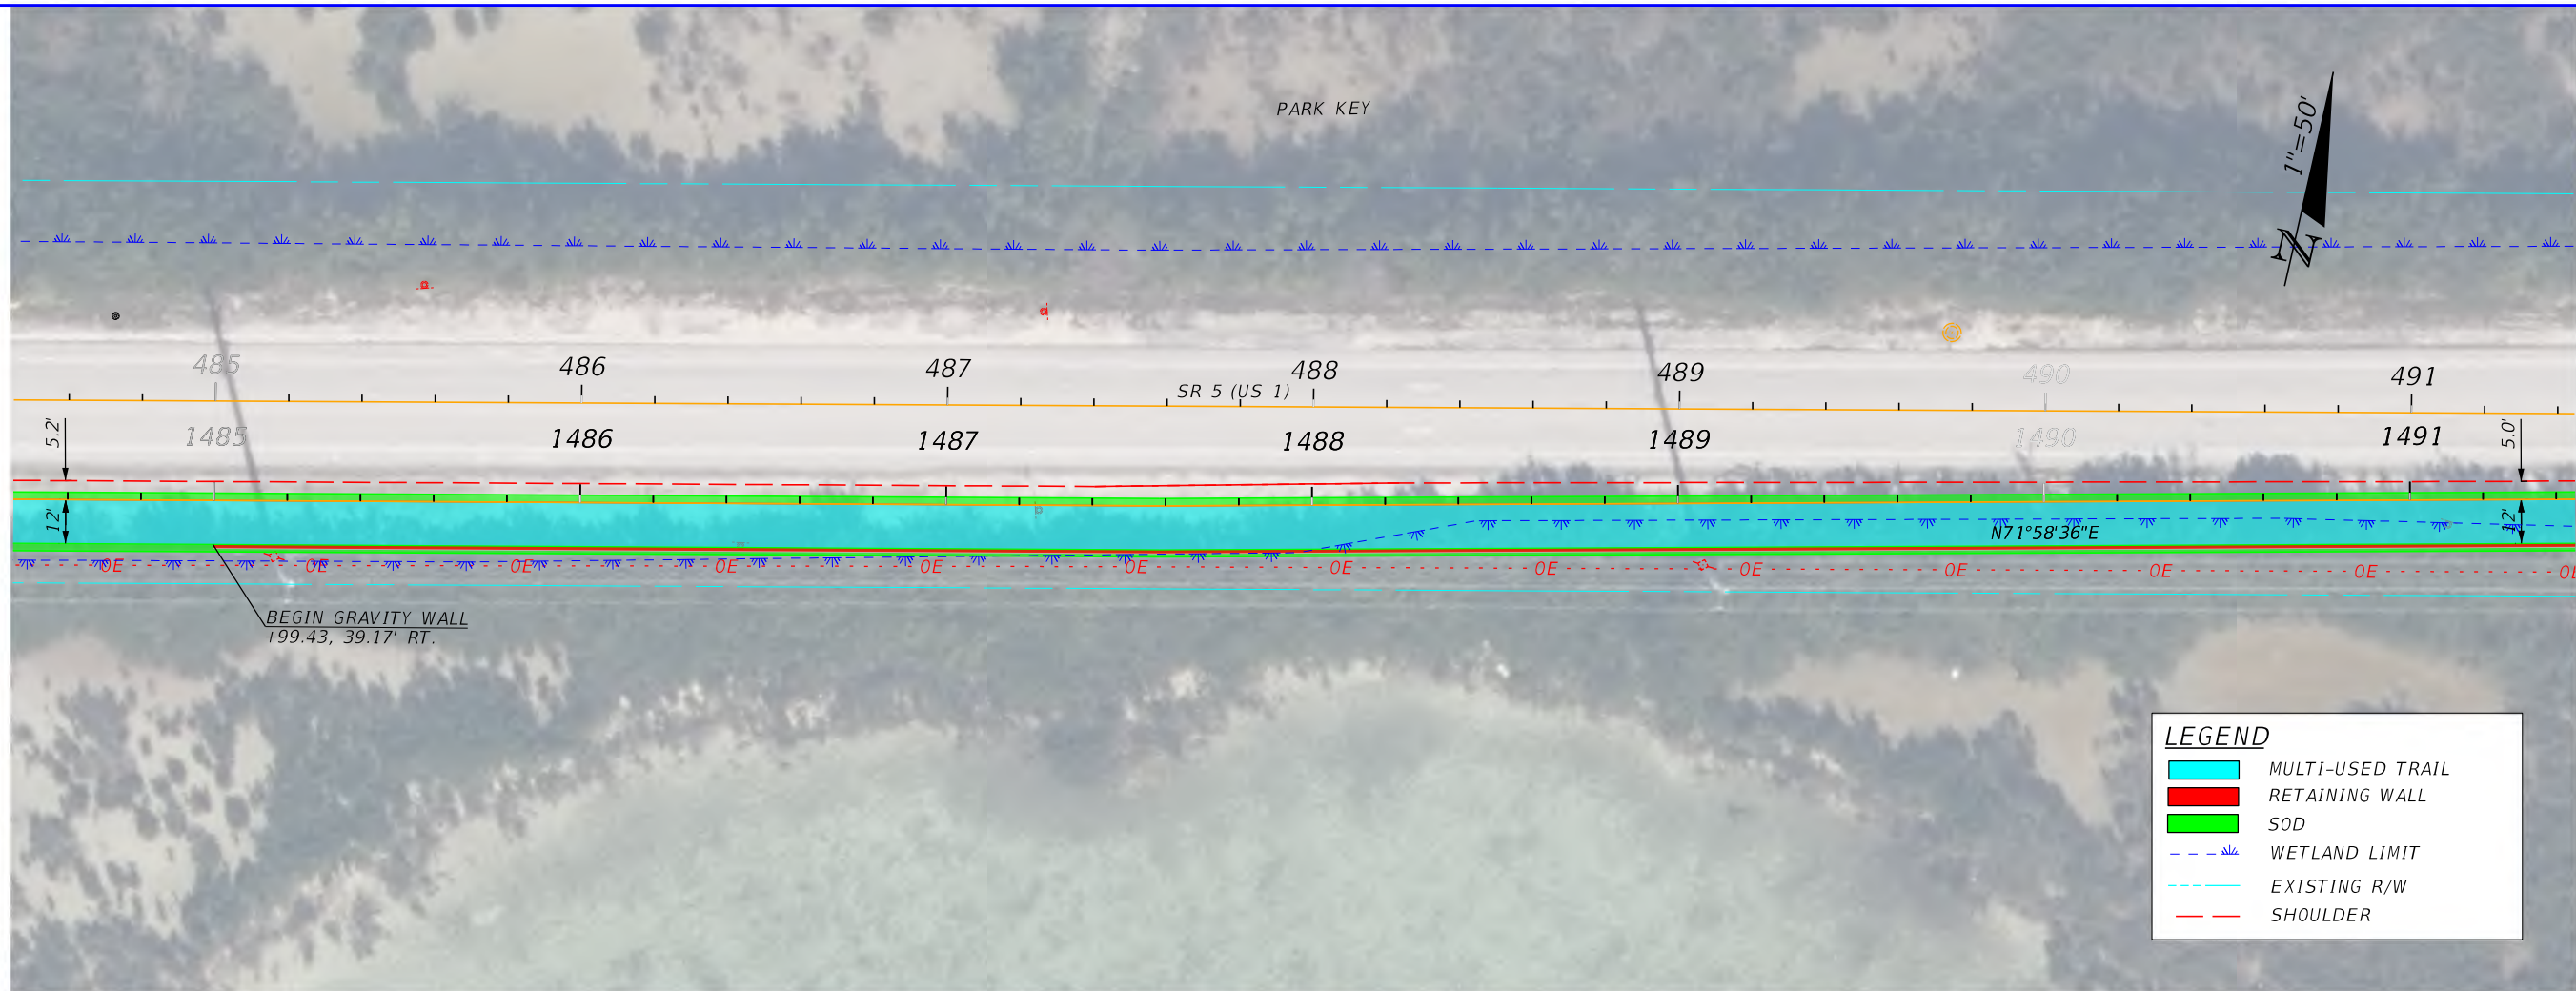 PARK KEY
1"=50'
N
485
486
487
488
489
490
491
SR 5 (US 1)
1485
1486
1487
1488
1489
1490
1491
5.2'
5.0'
12'
12'
N71°58'36"E
OE OE OE OE OE OE OE OE OE OE OE OE OE
BEGIN GRAVITY WALL
+99.43, 39.17' RT.
LEGEND
MULTI-USED TRAIL
RETAINING WALL
SOD
WETLAND LIMIT
EXISTING R/W
SHOULDER